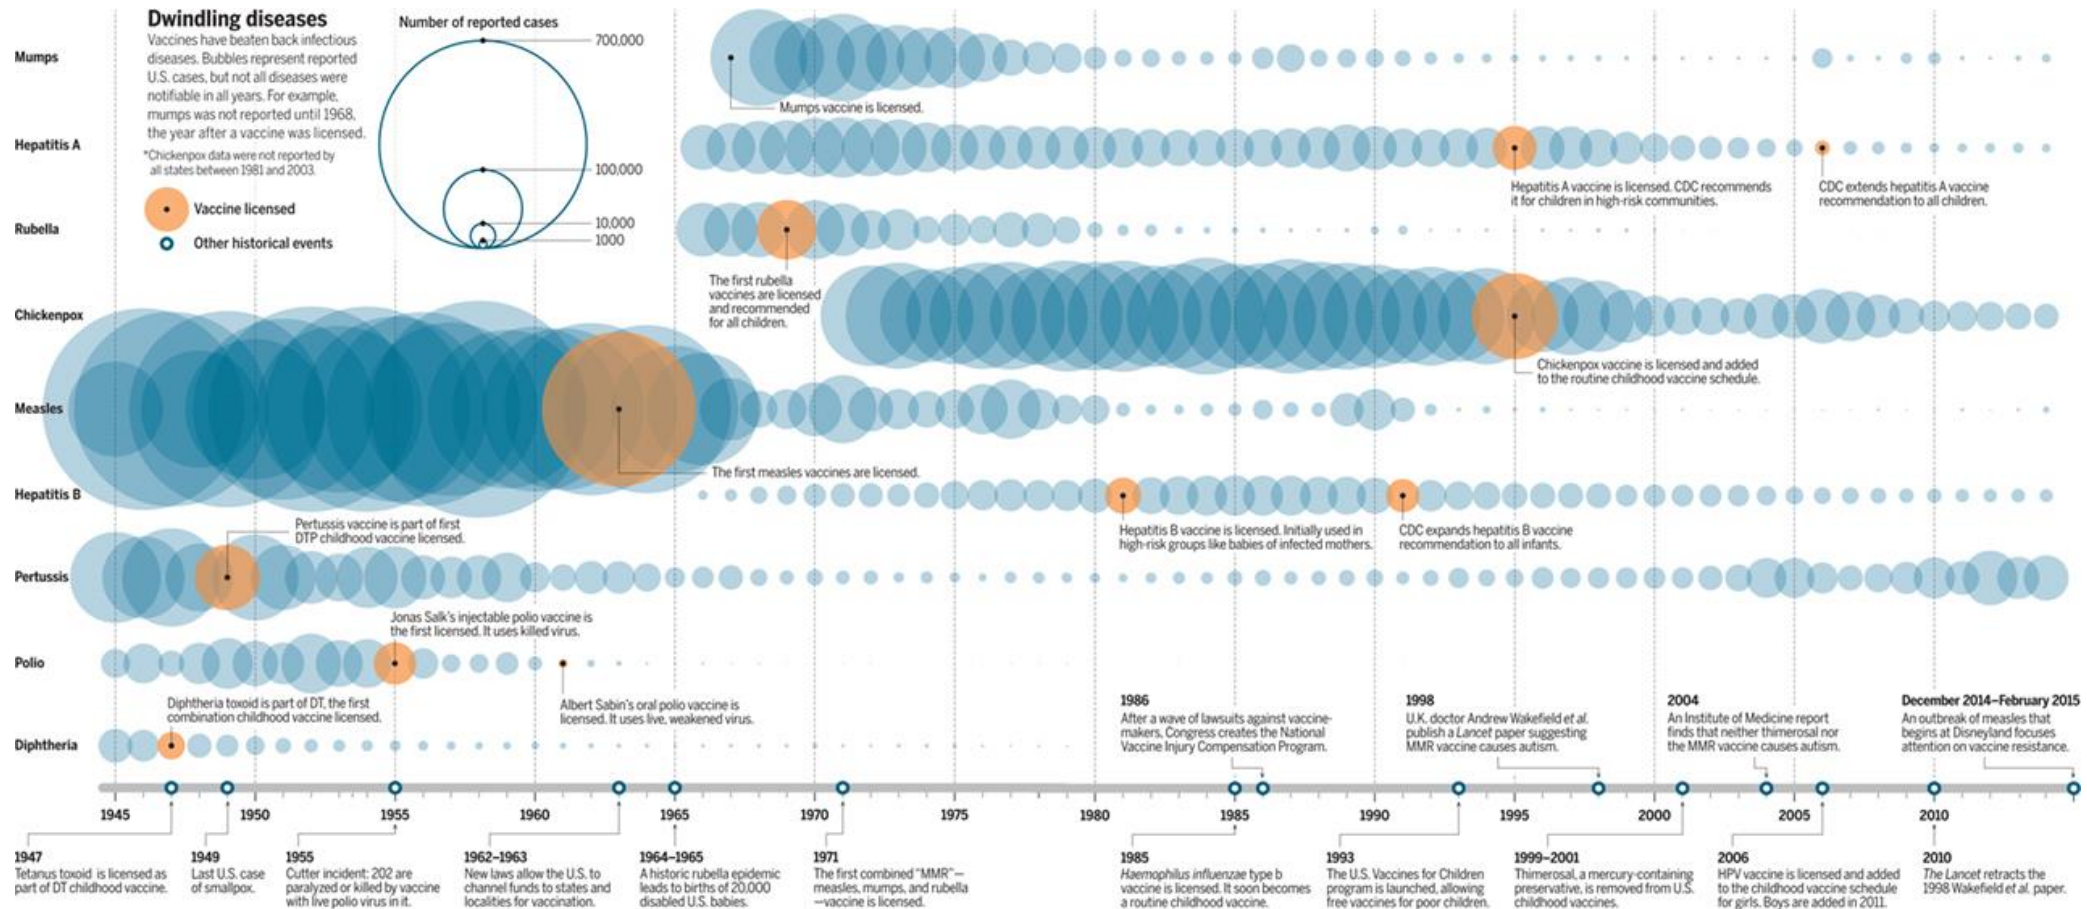 Dwindling diseases
Vaccines have beaten back infectious
diseases. Bubbles represent reported
U.S. cases, but not all diseases were
notifiable in all years. For example,
mumps was not reported until 1968,
the year after a vaccine was licensed.
*Chickenpox data were not reported by
all states between 1981 and 2003.
Vaccine licensed
Other historical events
Number of reported cases
700,000
100,000
10,000
1000
Mumps
Mumps vaccine is licensed.
Hepatitis A
Hepatitis A vaccine is licensed. CDC recommends
it for children in high-risk communities.
CDC extends hepatitis A vaccine
recommendation to all children.
Rubella
The first rubella
vaccines are licensed
and recommended
for all children.
Chickenpox
Chickenpox vaccine is licensed and added
to the routine childhood vaccine schedule.
Measles
The first measles vaccines are licensed.
Hepatitis B
Hepatitis B vaccine is licensed. Initially used in
high-risk groups like babies of infected mothers.
CDC expands hepatitis B vaccine
recommendation to all infants.
Pertussis
Pertussis vaccine is part of first
DTP childhood vaccine licensed.
Polio
Jonas Salk's injectable polio vaccine is
the first licensed. It uses killed virus.
Albert Sabin's oral polio vaccine is
licensed. It uses live, weakened virus.
Diphtheria
Diphtheria toxoid is part of DT, the first
combination childhood vaccine licensed.
1986
After a wave of lawsuits against vaccine-
makers, Congress creates the National
Vaccine Injury Compensation Program.
1998
U.K. doctor Andrew Wakefield et al.
publish a Lancet paper suggesting
MMR vaccine causes autism.
2004
An Institute of Medicine report
finds that neither thimerosal nor
the MMR vaccine causes autism.
December 2014–February 2015
An outbreak of measles that
begins at Disneyland focuses
attention on vaccine resistance.
1945 1950 1955 1960 1965 1970 1975 1980 1985 1990 1995 2000 2005 2010
1947
Tetanus toxoid is licensed as
part of DT childhood vaccine.
1949
Last U.S. case
of smallpox.
1955
Cutter incident: 202 are
paralyzed or killed by vaccine
with live polio virus in it.
1962–1963
New laws allow the U.S. to
channel funds to states and
localities for vaccination.
1964–1965
A historic rubella epidemic
leads to births of 20,000
disabled U.S. babies.
1971
The first combined "MMR"—
measles, mumps, and rubella
—vaccine is licensed.
1985
Haemophilus influenzae type b
vaccine is licensed. It soon becomes
a routine childhood vaccine.
1993
The U.S. Vaccines for Children
program is launched, allowing
free vaccines for poor children.
1999–2001
Thimerosal, a mercury-containing
preservative, is removed from U.S.
childhood vaccines.
2006
HPV vaccine is licensed and added
to the childhood vaccine schedule
for girls. Boys are added in 2011.
2010
The Lancet retracts the
1998 Wakefield et al. paper.